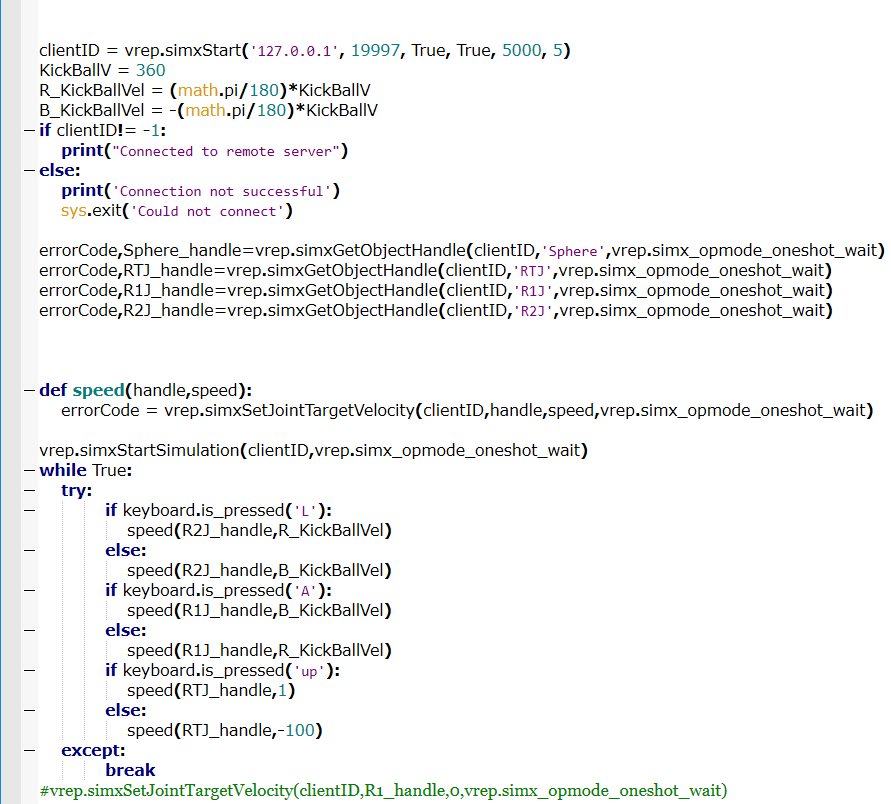 clientID = vrep.simxStart('127.0.0.1', 19997, True, True, 5000, 5)
KickBallV = 360
R_KickBallVel = (math.pi/180)*KickBallV
B_KickBallVel = -(math.pi/180)*KickBallV
if clientID!= -1:
    print("Connected to remote server")
else:
    print('Connection not successful')
    sys.exit('Could not connect')
errorCode,Sphere_handle=vrep.simxGetObjectHandle(clientID,'Sphere',vrep.simx_opmode_oneshot_wait)
errorCode,RTJ_handle=vrep.simxGetObjectHandle(clientID,'RTJ',vrep.simx_opmode_oneshot_wait)
errorCode,R1J_handle=vrep.simxGetObjectHandle(clientID,'R1J',vrep.simx_opmode_oneshot_wait)
errorCode,R2J_handle=vrep.simxGetObjectHandle(clientID,'R2J',vrep.simx_opmode_oneshot_wait)
def speed(handle,speed):
    errorCode = vrep.simxSetJointTargetVelocity(clientID,handle,speed,vrep.simx_opmode_oneshot_wait)
vrep.simxStartSimulation(clientID,vrep.simx_opmode_oneshot_wait)
while True:
    try:
            if keyboard.is_pressed('L'):
                speed(R2J_handle,R_KickBallVel)
            else:
                speed(R2J_handle,B_KickBallVel)
            if keyboard.is_pressed('A'):
                speed(R1J_handle,B_KickBallVel)
            else:
                speed(R1J_handle,R_KickBallVel)
            if keyboard.is_pressed('up'):
                speed(RTJ_handle,1)
            else:
                speed(RTJ_handle,-100)
    except:
            break
#vrep.simxSetJointTargetVelocity(clientID,R1_handle,0,vrep.simx_opmode_oneshot_wait)